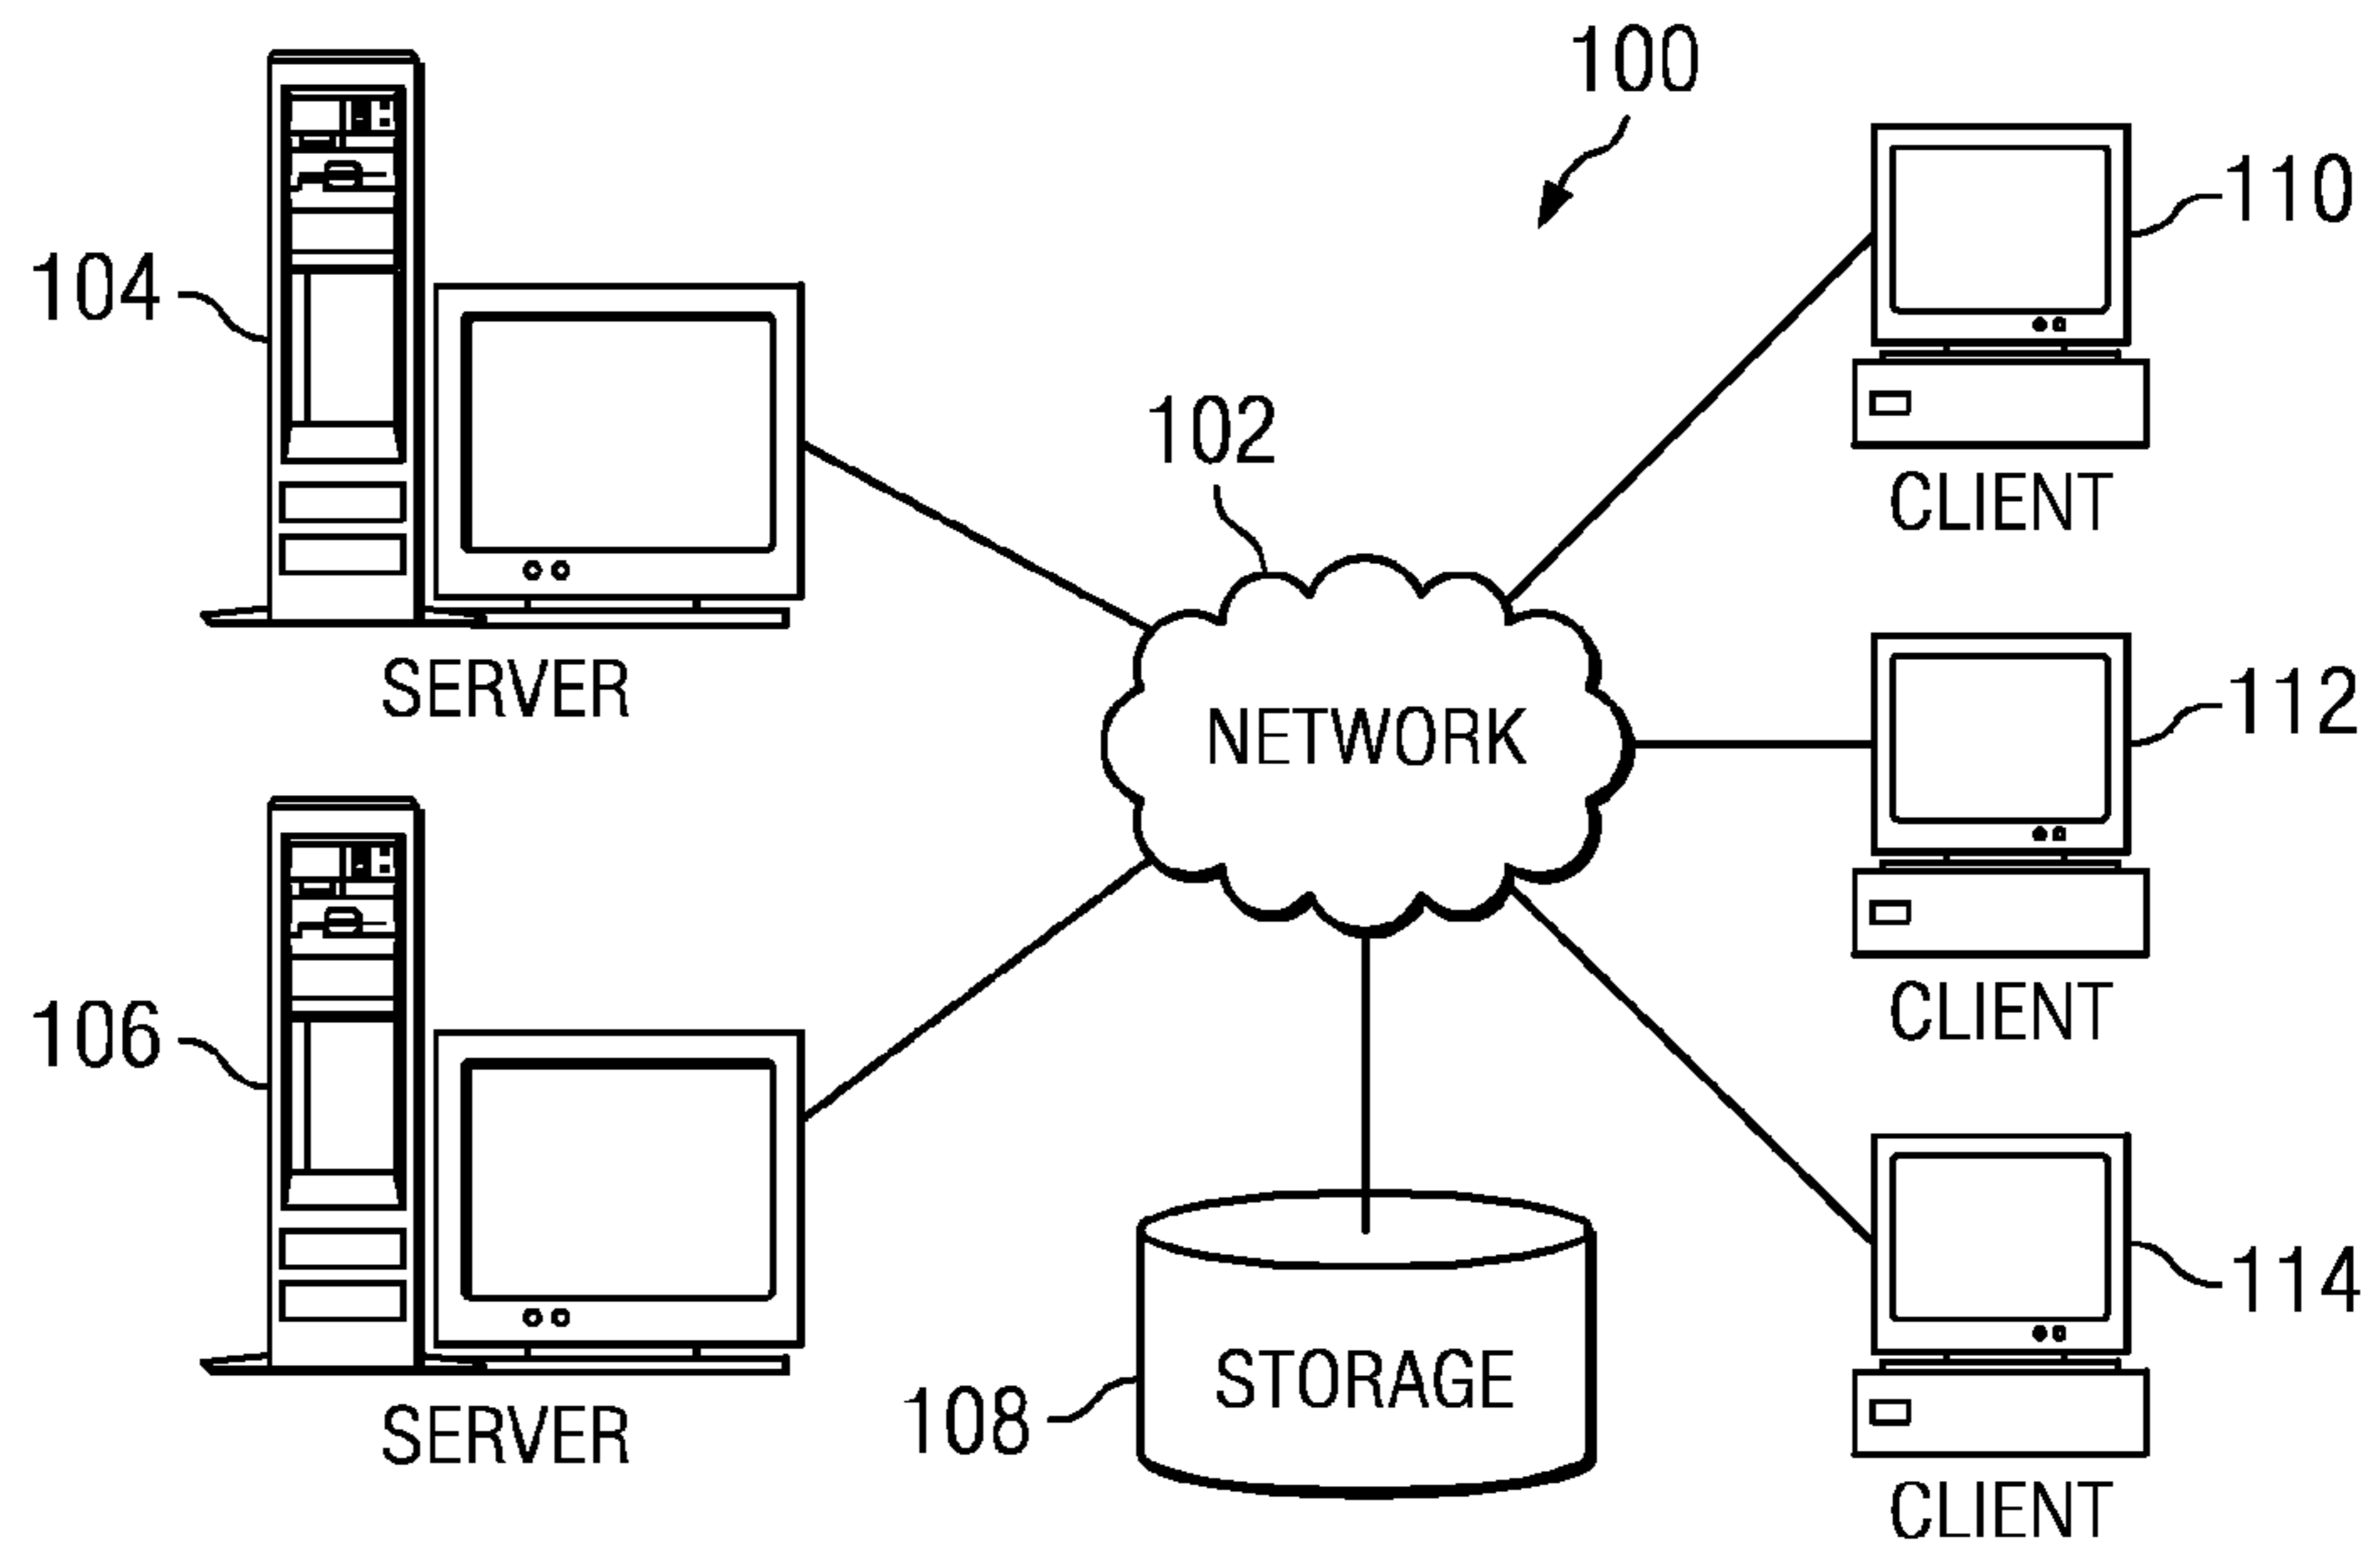 100
110
104
CLIENT
102
SERVER
112
NETWORK
CLIENT
106
114
STORAGE
108
SERVER
CLIENT